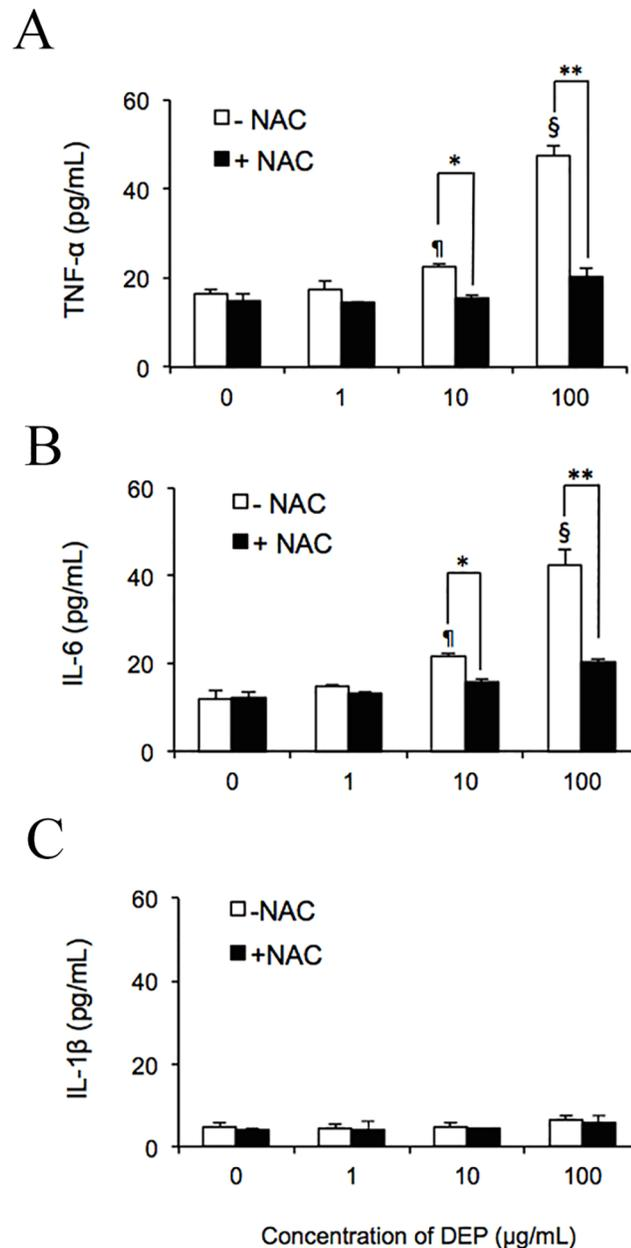 A
**
60
- NAC
§
+ NAC
40
*
TNF-α (pg/mL)
¶
20
0
0 1 10 100
B
**
60
- NAC
§
+ NAC
40
*
IL-6 (pg/mL)
¶
20
0
0 1 10 100
C
60
-NAC
+NAC
40
IL-1β (pg/mL)
20
0
0 1 10 100
Concentration of DEP (μg/mL)